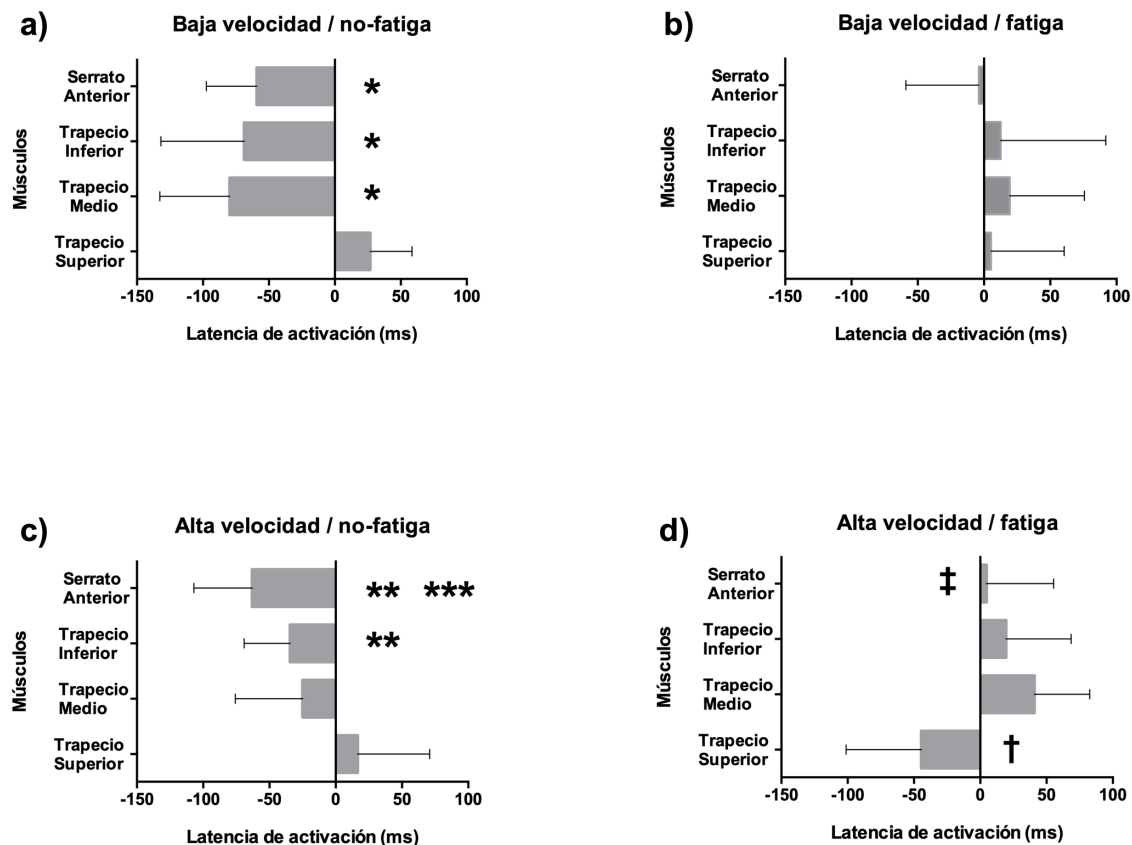 a)
Baja velocidad / no-fatiga
Músculos
Serrato
Anterior
*
Trapecio
Inferior
*
Trapecio
Medio
*
Trapecio
Superior
-150 -100 -50 0 50 100
Latencia de activación (ms)
b)
Baja velocidad / fatiga
Músculos
Serrato
Anterior
Trapecio
Inferior
Trapecio
Medio
Trapecio
Superior
-150 -100 -50 0 50 100
Latencia de activación (ms)
c)
Alta velocidad / no-fatiga
Músculos
Serrato
Anterior
** ***
Trapecio
Inferior
**
Trapecio
Medio
Trapecio
Superior
-150 -100 -50 0 50 100
Latencia de activación (ms)
d)
Alta velocidad / fatiga
Músculos
Serrato
Anterior
‡
Trapecio
Inferior
Trapecio
Medio
Trapecio
Superior
†
-150 -100 -50 0 50 100
Latencia de activación (ms)